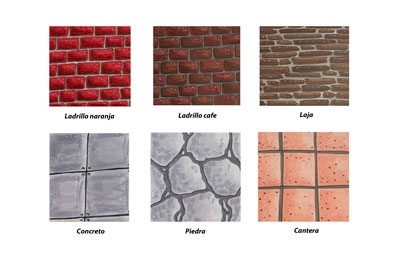 Ladrillo naranja
Ladrillo cafe
Laja
Concreto
Piedra
Cantera